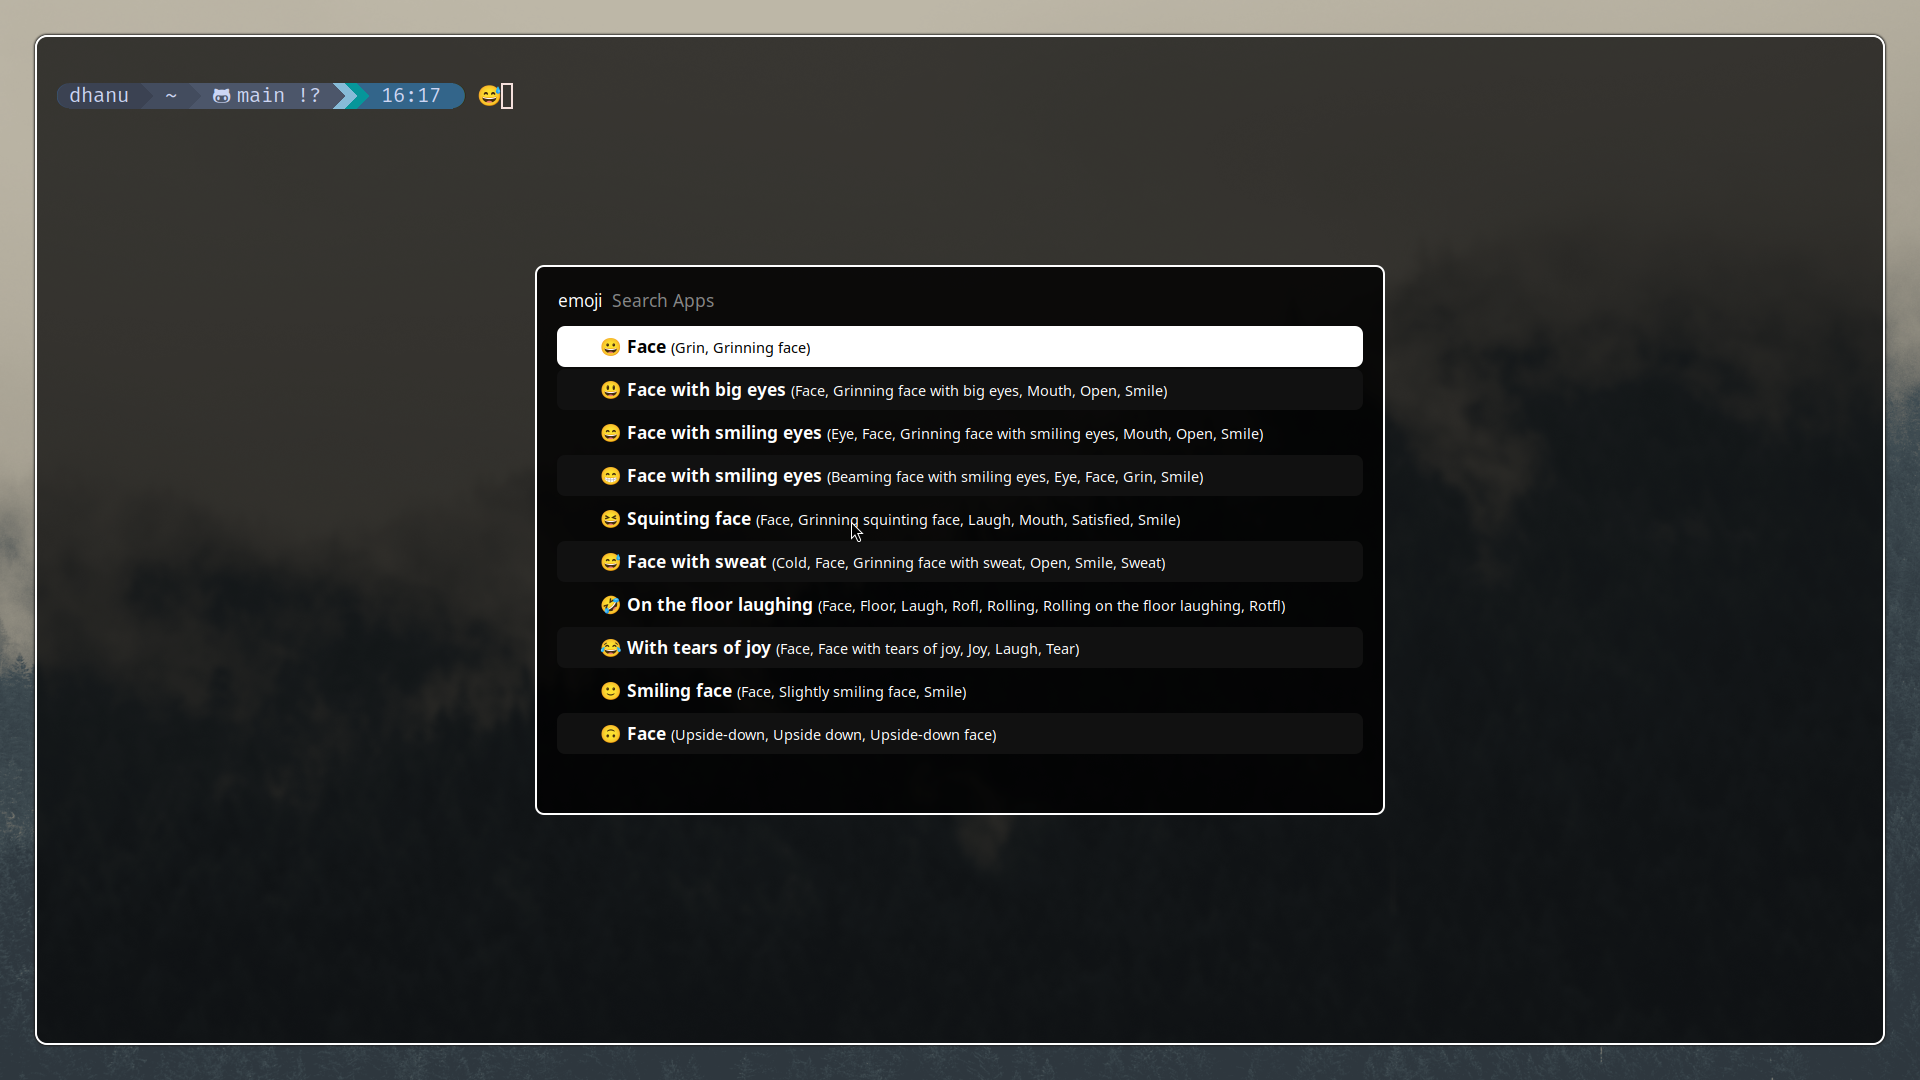 dhanu ~ main !? 16:17 😅
emoji Search Apps
😀 Face (Grin, Grinning face)
😃 Face with big eyes (Face, Grinning face with big eyes, Mouth, Open, Smile)
😄 Face with smiling eyes (Eye, Face, Grinning face with smiling eyes, Mouth, Open, Smile)
😁 Face with smiling eyes (Beaming face with smiling eyes, Eye, Face, Grin, Smile)
😆 Squinting face (Face, Grinning squinting face, Laugh, Mouth, Satisfied, Smile)
😅 Face with sweat (Cold, Face, Grinning face with sweat, Open, Smile, Sweat)
🤣 On the floor laughing (Face, Floor, Laugh, Rofl, Rolling, Rolling on the floor laughing, Rotfl)
😂 With tears of joy (Face, Face with tears of joy, Joy, Laugh, Tear)
🙂 Smiling face (Face, Slightly smiling face, Smile)
🙃 Face (Upside-down, Upside down, Upside-down face)